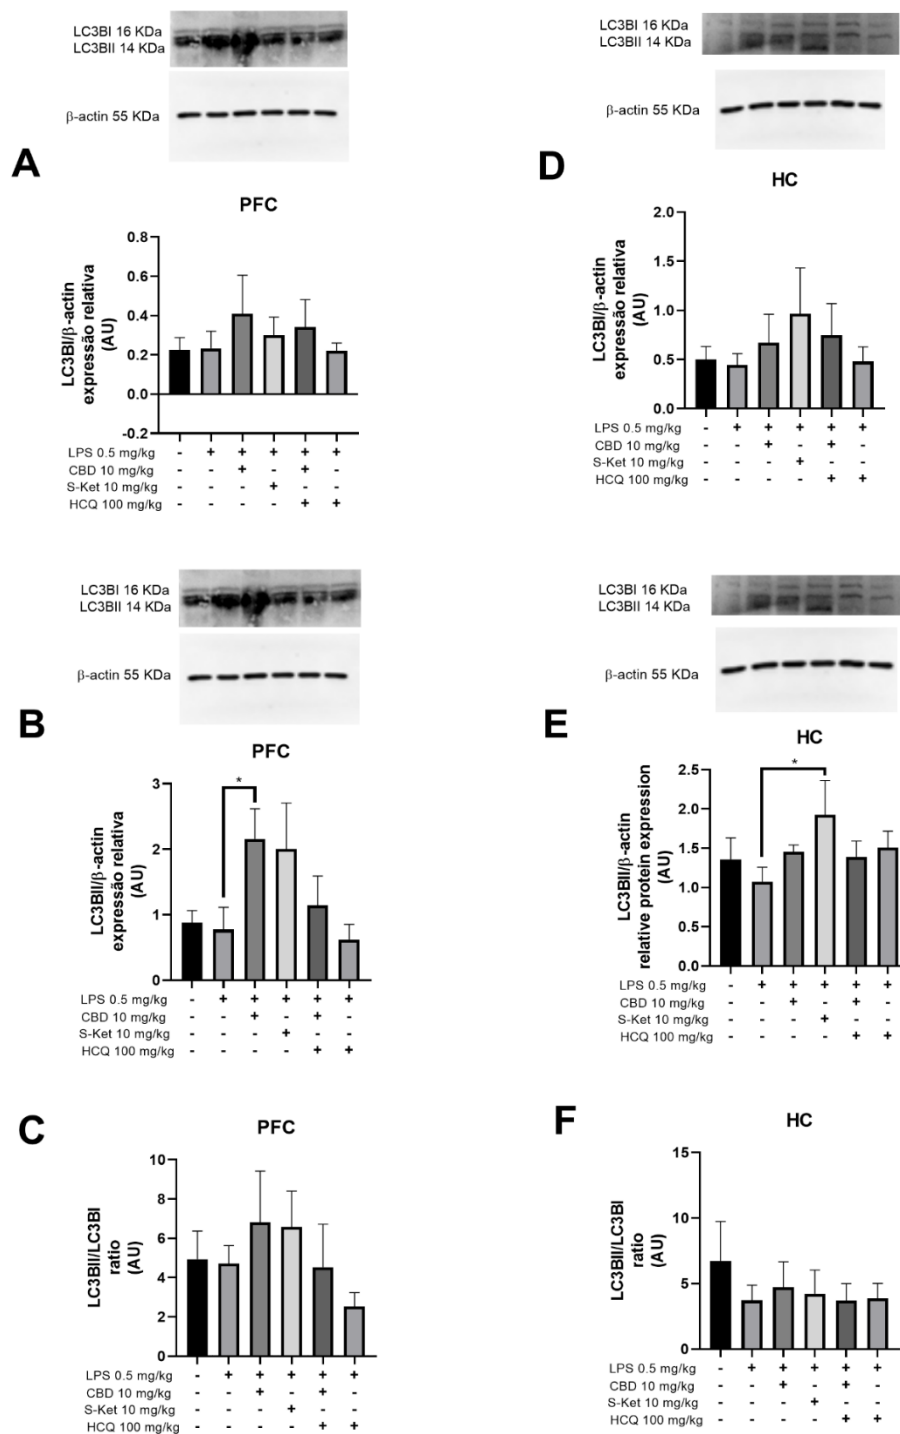 LC3BI 16 KDa
LC3BII 14 KDa
β-actin 55 KDa
A
PFC
LC3BI/β-actin
expressão relativa
(AU)
0.8
0.6
0.4
0.2
0.0
-0.2
LPS 0.5 mg/kg - + + + + +
CBD 10 mg/kg - - + - + -
S-Ket 10 mg/kg - - - + - -
HCQ 100 mg/kg - - - - + +
LC3BI 16 KDa
LC3BII 14 KDa
β-actin 55 KDa
D
HC
LC3BI/β-actin
expressão relativa
(AU)
2.0
1.5
1.0
0.5
0.0
LPS 0.5 mg/kg - + + + + +
CBD 10 mg/kg - - + - + -
S-Ket 10 mg/kg - - - + - -
HCQ 100 mg/kg - - - - + +
LC3BI 16 KDa
LC3BII 14 KDa
β-actin 55 KDa
B
PFC
*
LC3BII/β-actin
expressão relativa
(AU)
3
2
1
0
LPS 0.5 mg/kg - + + + + +
CBD 10 mg/kg - - + - + -
S-Ket 10 mg/kg - - - + - -
HCQ 100 mg/kg - - - - + +
LC3BI 16 KDa
LC3BII 14 KDa
β-actin 55 KDa
E
HC
*
LC3BII/β-actin
relative protein expression
(AU)
2.5
2.0
1.5
1.0
0.5
0.0
LPS 0.5 mg/kg - + + + + +
CBD 10 mg/kg - - + - + -
S-Ket 10 mg/kg - - - + - -
HCQ 100 mg/kg - - - - + +
C
PFC
LC3BII/LC3BI
ratio
(AU)
10
8
6
4
2
0
LPS 0.5 mg/kg - + + + + +
CBD 10 mg/kg - - + - + -
S-Ket 10 mg/kg - - - + - -
HCQ 100 mg/kg - - - - + +
F
HC
LC3BII/LC3BI
ratio
(AU)
15
10
5
0
LPS 0.5 mg/kg - + + + + +
CBD 10 mg/kg - - + - + -
S-Ket 10 mg/kg - - - + - -
HCQ 100 mg/kg - - - - + +